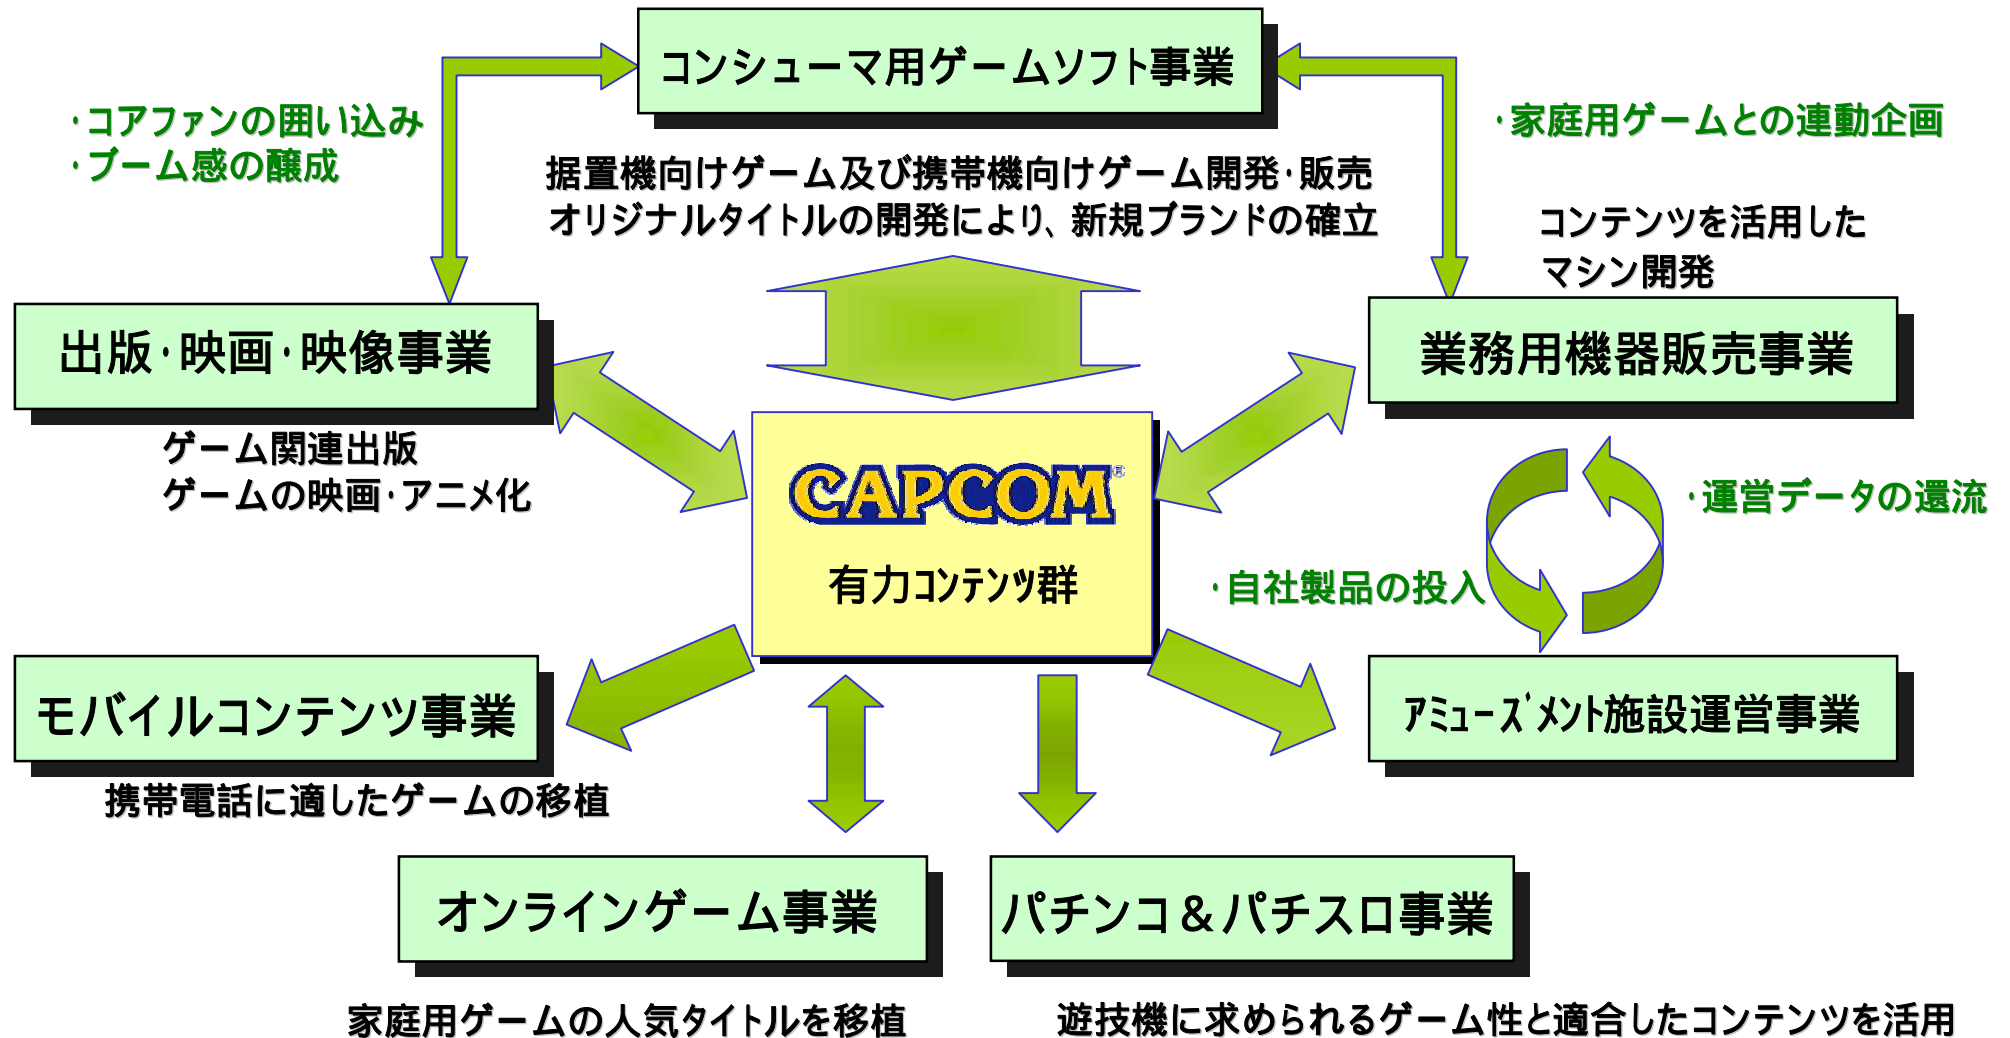 コンシューマ用ゲームソフト事業
・コアファンの囲い込み
・ブーム感の醸成
・家庭用ゲームとの連動企画
据置機向けゲーム及び携帯機向けゲーム開発・販売
オリジナルタイトルの開発により、新規ブランドの確立
コンテンツを活用した
マシン開発
出版・映画・映像事業
業務用機器販売事業
ゲーム関連出版
ゲームの映画・アニメ化
CAPCOM®
有力コンテンツ群
・運営データの還流
・自社製品の投入
モバイルコンテンツ事業
ｱﾐｭｰｽﾞﾒﾝﾄ施設運営事業
携帯電話に適したゲームの移植
オンラインゲーム事業
パチンコ＆パチスロ事業
家庭用ゲームの人気タイトルを移植
遊技機に求められるゲーム性と適合したコンテンツを活用